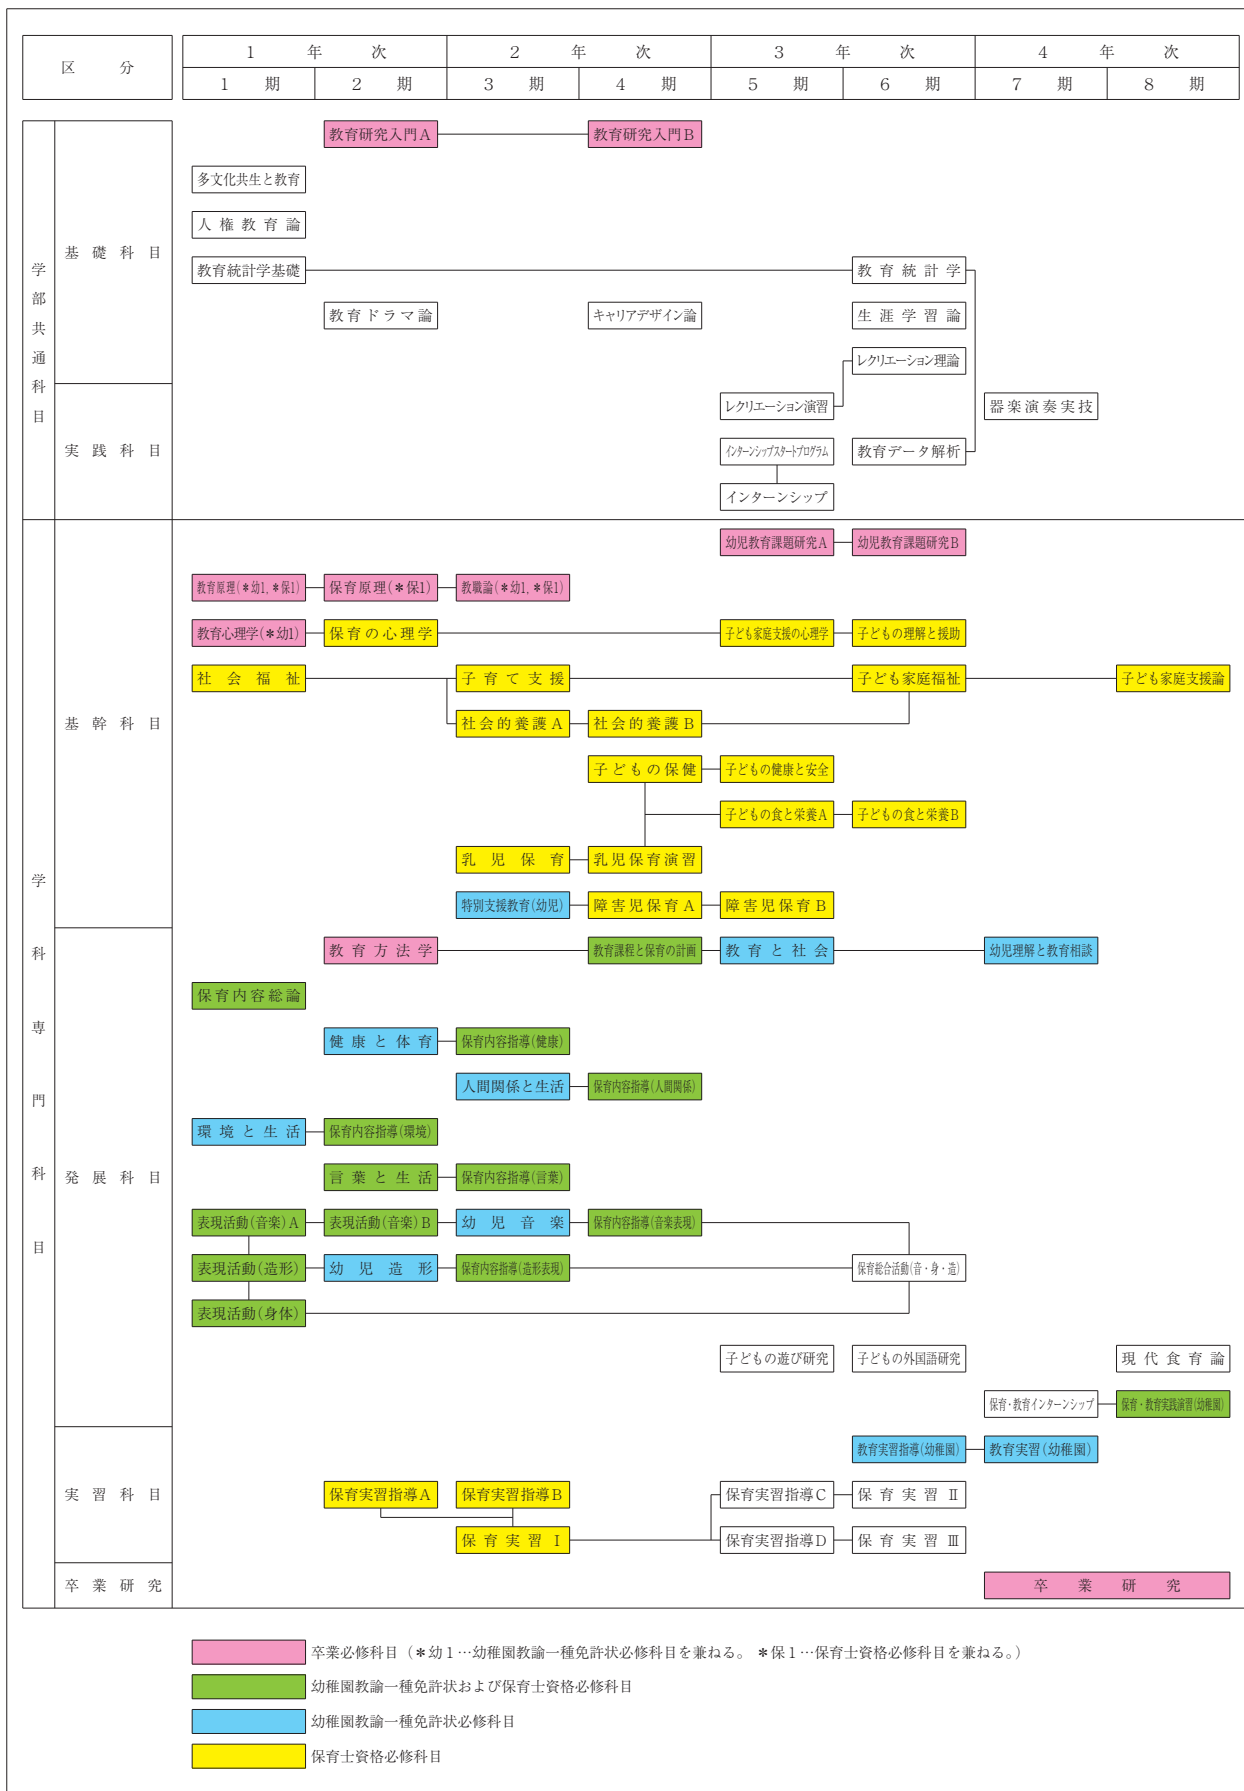 区分
1年次 2年次 3年次 4年次
1期 2期 3期 4期 5期 6期 7期 8期
学部共通科目
基礎科目
教育研究入門A 教育研究入門B
多文化共生と教育
人権教育論
教育統計学基礎 教育統計学
教育ドラマ論 キャリアデザイン論 生涯学習論
レクリエーション理論
実践科目
レクリエーション演習 器楽演奏実技
インターンシップスタートプログラム 教育データ解析
インターンシップ
学科専門科目
基幹科目
幼児教育課題研究A 幼児教育課題研究B
教育原理(*幼1,*保1) 保育原理(*保1) 教職論(*幼1,*保1)
教育心理学(*幼1) 保育の心理学 子ども家庭支援の心理学 子どもの理解と援助
社会福祉 子育て支援 子ども家庭福祉 子ども家庭支援論
社会的養護A 社会的養護B
子どもの保健 子どもの健康と安全
子どもの食と栄養A 子どもの食と栄養B
乳児保育 乳児保育演習
特別支援教育(幼児) 障害児保育A 障害児保育B
発展科目
教育方法学 教育課程と保育の計画 教育と社会 幼児理解と教育相談
保育内容総論
健康と体育 保育内容指導(健康)
人間関係と生活 保育内容指導(人間関係)
環境と生活 保育内容指導(環境)
言葉と生活 保育内容指導(言葉)
表現活動(音楽)A 表現活動(音楽)B 幼児音楽 保育内容指導(音楽表現)
表現活動(造形) 幼児造形 保育内容指導(造形表現) 保育総合活動(音・身・造)
表現活動(身体)
子どもの遊び研究 子どもの外国語研究 現代食育論
保育・教育インターンシップ 保育・教育実践演習(幼稚園)
実習科目
教育実習指導(幼稚園) 教育実習(幼稚園)
保育実習指導A 保育実習指導B 保育実習指導C 保育実習Ⅱ
保育実習Ⅰ 保育実習指導D 保育実習Ⅲ
卒業研究 卒業研究
卒業必修科目（*幼1…幼稚園教諭一種免許状必修科目を兼ねる。 *保1…保育士資格必修科目を兼ねる。）
幼稚園教諭一種免許状および保育士資格必修科目
幼稚園教諭一種免許状必修科目
保育士資格必修科目